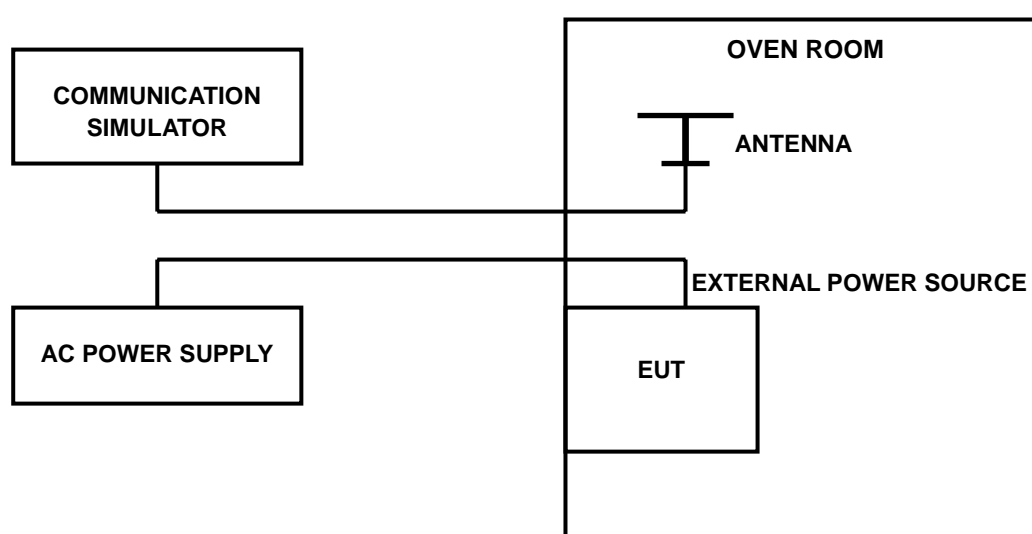 OVEN ROOM
COMMUNICATION
SIMULATOR
ANTENNA
EXTERNAL POWER SOURCE
AC POWER SUPPLY
EUT